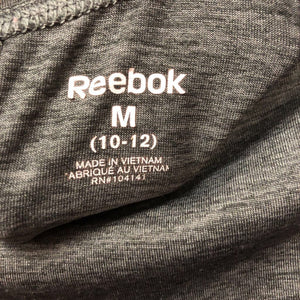 Reebok
M
(10-12)
MADE IN VIETNAM
FABRIQUÉ AU VIETNAM
RN#104141